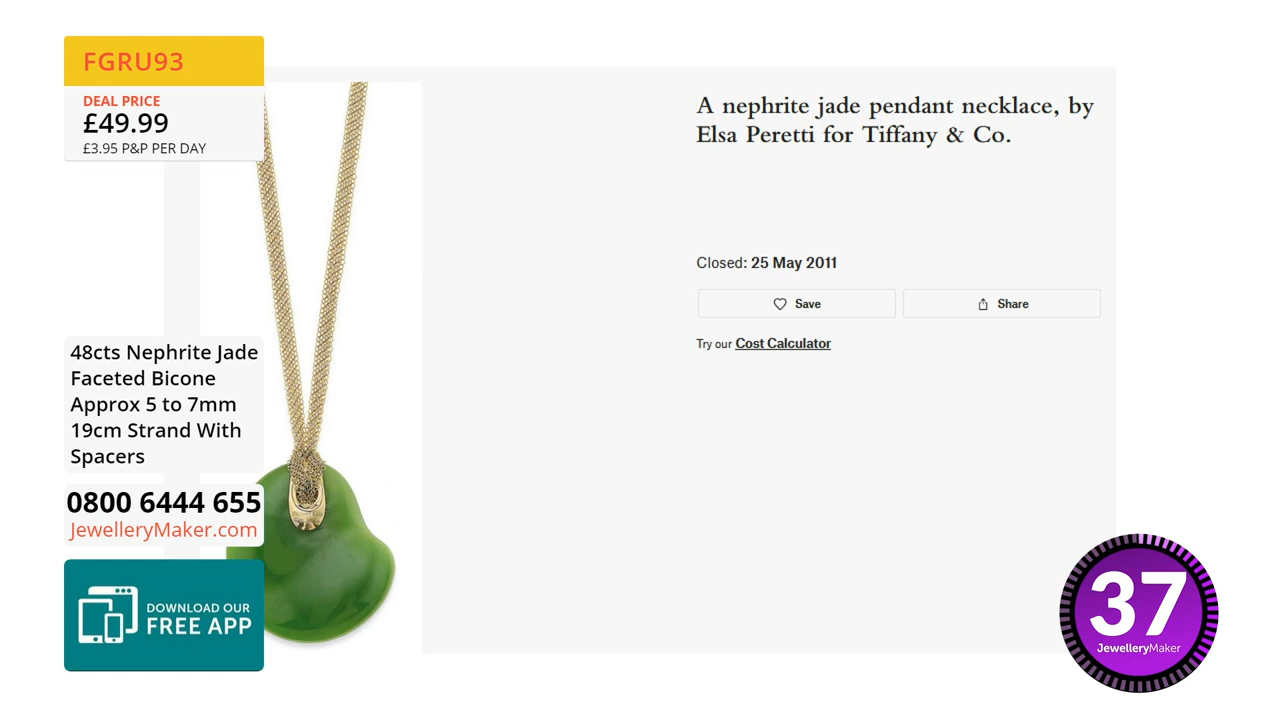 FGRU93
DEAL PRICE
£49.99
£3.95 P&P PER DAY
A nephrite jade pendant necklace, by
Elsa Peretti for Tiffany & Co.
Closed: 25 May 2011
Save
Share
Try our Cost Calculator
48cts Nephrite Jade
Faceted Bicone
Approx 5 to 7mm
19cm Strand With
Spacers
0800 6444 655
JewelleryMaker.com
DOWNLOAD OUR
FREE APP
37
JewelleryMaker